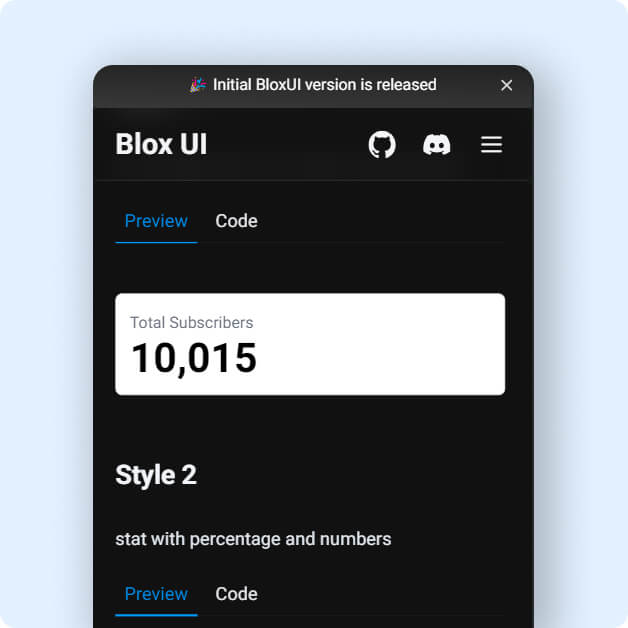 🎉 Initial BloxUI version is released
Blox UI
Preview Code
Total Subscribers
10,015
Style 2
stat with percentage and numbers
Preview Code